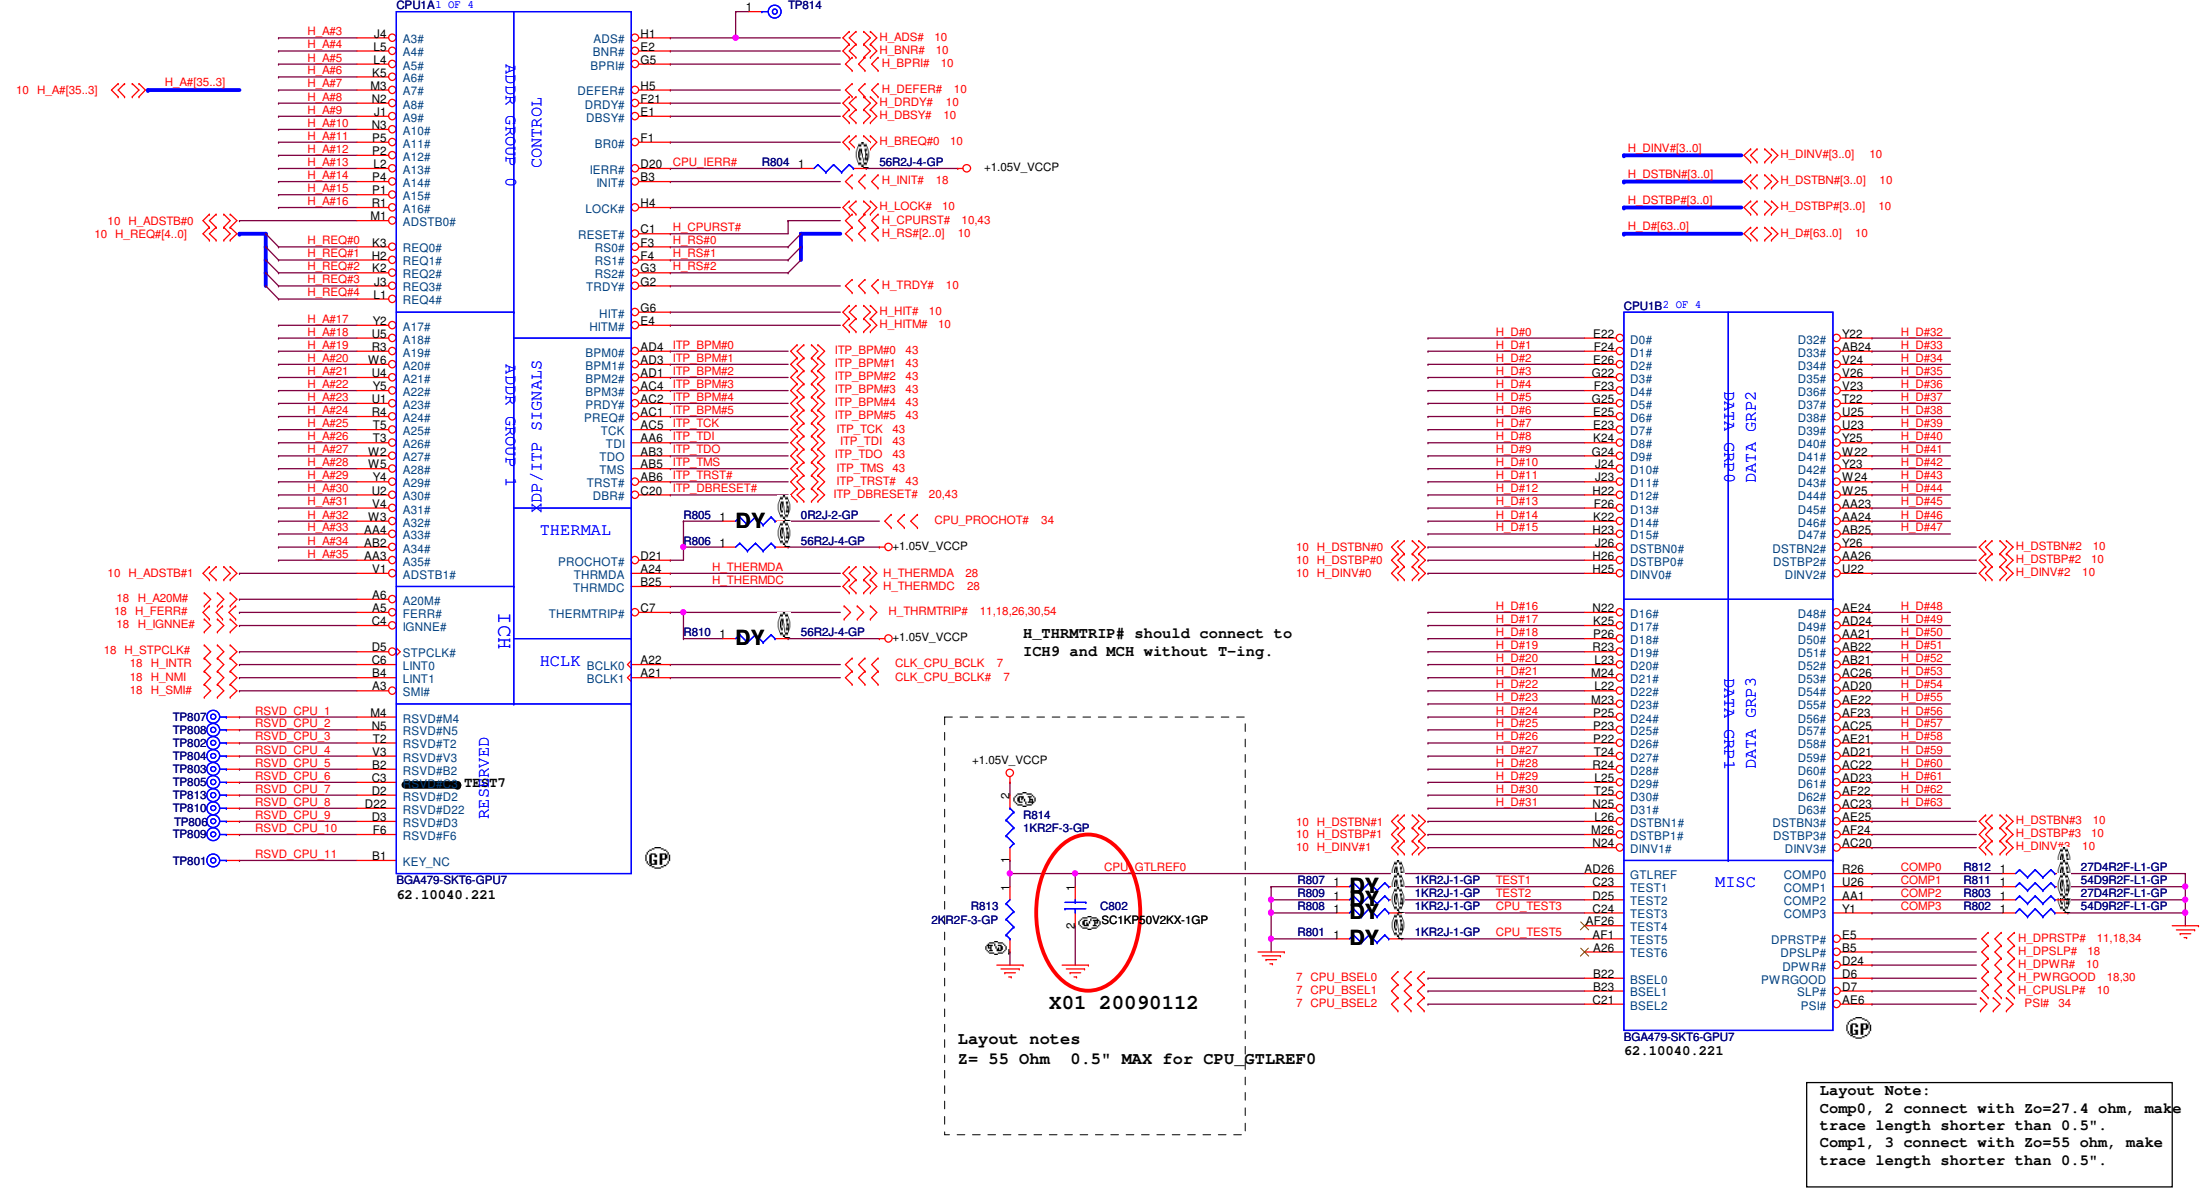 CPU1A 1 OF 4
1 TP814
H_A#3 J4 A3#
H_A#4 L5 A4#
H_A#5 L4 A5#
H_A#6 K5 A6#
H_A#7 M3 A7#
H_A#8 N2 A8#
H_A#9 J1 A9#
H_A#10 N3 A10#
H_A#11 P5 A11#
H_A#12 P2 A12#
H_A#13 L2 A13#
H_A#14 P4 A14#
H_A#15 P1 A15#
H_A#16 R1 A16#
10 H_A#[35..3] H_A#[35..3]
10 H_ADSTB#0 M1 ADSTB0#
10 H_REQ#[4..0]
H_REQ#0 K3 REQ0#
H_REQ#1 H2 REQ1#
H_REQ#2 K2 REQ2#
H_REQ#3 J3 REQ3#
H_REQ#4 L1 REQ4#
ADDR GROUP 0
CONTROL
ADS# H1 H_ADS# 10
BNR# E2 H_BNR# 10
BPRI# G5 H_BPRI# 10
DEFER# H5 H_DEFER# 10
DRDY# F21 H_DRDY# 10
DBSY# E1 H_DBSY# 10
BR0# F1 H_BREQ#0 10
IERR# D20 CPU_IERR# R804 1 56R2J-4-GP +1.05V_VCCP
INIT# B3 H_INIT# 18
LOCK# H4 H_LOCK# 10
RESET# C1 H_CPURST# H_CPURST# 10,43
RS0# F3 H_RS#0 H_RS#[2..0] 10
RS1# F4 H_RS#1
RS2# G3 H_RS#2
TRDY# G2 H_TRDY# 10
HIT# G6 H_HIT# 10
HITM# E4 H_HITM# 10
H_A#17 Y2 A17#
H_A#18 U5 A18#
H_A#19 R3 A19#
H_A#20 W6 A20#
H_A#21 U4 A21#
H_A#22 Y5 A22#
H_A#23 U1 A23#
H_A#24 R4 A24#
H_A#25 T5 A25#
H_A#26 T3 A26#
H_A#27 W2 A27#
H_A#28 W5 A28#
H_A#29 Y4 A29#
H_A#30 U2 A30#
H_A#31 V4 A31#
H_A#32 W3 A32#
H_A#33 AA4 A33#
H_A#34 AB2 A34#
H_A#35 AA3 A35#
10 H_ADSTB#1 V1 ADSTB1#
ADDR GROUP 1
XDP/ITP SIGNALS
BPM0# AD4 ITP_BPM#0 ITP_BPM#0 43
BPM1# AD3 ITP_BPM#1 ITP_BPM#1 43
BPM2# AD1 ITP_BPM#2 ITP_BPM#2 43
BPM3# AC4 ITP_BPM#3 ITP_BPM#3 43
PRDY# AC2 ITP_BPM#4 ITP_BPM#4 43
PREQ# AC1 ITP_BPM#5 ITP_BPM#5 43
TCK AC5 ITP_TCK ITP_TCK 43
TDI AA6 ITP_TDI ITP_TDI 43
TDO AB3 ITP_TDO ITP_TDO 43
TMS AB5 ITP_TMS ITP_TMS 43
TRST# AB6 ITP_TRST# ITP_TRST# 43
DBR# C20 ITP_DBRESET# ITP_DBRESET# 20,43
THERMAL
R805 1 DY 0R2J-2-GP CPU_PROCHOT# 34
R806 1 56R2J-4-GP +1.05V_VCCP
PROCHOT# D21
THRMDA A24 H_THERMDA H_THERMDA 28
THRMDC B25 H_THERMDC H_THERMDC 28
THERMTRIP# C7 H_THRMTRIP# 11,18,26,30,54
R810 1 DY 56R2J-4-GP +1.05V_VCCP
H_THRMTRIP# should connect to
ICH9 and MCH without T-ing.
18 H_A20M# A6 A20M#
18 H_FERR# A5 FERR#
18 H_IGNNE# C4 IGNNE#
18 H_STPCLK# D5 STPCLK#
18 H_INTR C6 LINT0
18 H_NMI B4 LINT1
18 H_SMI# A3 SMI#
ICH
HCLK
BCLK0 A22 CLK_CPU_BCLK 7
BCLK1 A21 CLK_CPU_BCLK# 7
TP807 RSVD_CPU_1 M4 RSVD#M4
TP808 RSVD_CPU_2 N5 RSVD#N5
TP802 RSVD_CPU_3 T2 RSVD#T2
TP804 RSVD_CPU_4 V3 RSVD#V3
TP803 RSVD_CPU_5 B2 RSVD#B2
TP805 RSVD_CPU_6 C3 TEST7
TP813 RSVD_CPU_7 D2 RSVD#D2
TP810 RSVD_CPU_8 D22 RSVD#D22
TP806 RSVD_CPU_9 D3 RSVD#D3
TP809 RSVD_CPU_10 F6 RSVD#F6
TP801 RSVD_CPU_11 B1 KEY_NC
RESERVED
GP
BGA479-SKT6-GPU7
62.10040.221
+1.05V_VCCP
2
R814
1KR2F-3-GP
1
CPU_GTLREF0
1 1
R813
2KR2F-3-GP
C802
SC1KP50V2KX-1GP
2
X01 20090112
Layout notes
Z= 55 Ohm 0.5" MAX for CPU_GTLREF0
H_DINV#[3..0] H_DINV#[3..0] 10
H_DSTBN#[3..0] H_DSTBN#[3..0] 10
H_DSTBP#[3..0] H_DSTBP#[3..0] 10
H_D#[63..0] H_D#[63..0] 10
CPU1B 2 OF 4
H_D#0 E22 D0# D32# Y22 H_D#32
H_D#1 F24 D1# D33# AB24 H_D#33
H_D#2 E26 D2# D34# V24 H_D#34
H_D#3 G22 D3# D35# V26 H_D#35
H_D#4 F23 D4# D36# V23 H_D#36
H_D#5 G25 D5# D37# T22 H_D#37
H_D#6 E25 D6# D38# U25 H_D#38
H_D#7 E23 D7# D39# U23 H_D#39
H_D#8 K24 D8# D40# Y25 H_D#40
H_D#9 G24 D9# D41# W22 H_D#41
H_D#10 J24 D10# D42# Y23 H_D#42
H_D#11 J23 D11# D43# W24 H_D#43
H_D#12 H22 D12# D44# W25 H_D#44
H_D#13 F26 D13# D45# AA23 H_D#45
H_D#14 K22 D14# D46# AA24 H_D#46
H_D#15 H23 D15# D47# AB25 H_D#47
10 H_DSTBN#0 J26 DSTBN0# DSTBN2# Y26 H_DSTBN#2 10
10 H_DSTBP#0 H26 DSTBP0# DSTBP2# AA26 H_DSTBP#2 10
10 H_DINV#0 H25 DINV0# DINV2# U22 H_DINV#2 10
DATA GRP0
DATA GRP2
H_D#16 N22 D16# D48# AE24 H_D#48
H_D#17 K25 D17# D49# AD24 H_D#49
H_D#18 P26 D18# D50# AA21 H_D#50
H_D#19 R23 D19# D51# AB22 H_D#51
H_D#20 L23 D20# D52# AB21 H_D#52
H_D#21 M24 D21# D53# AC26 H_D#53
H_D#22 L22 D22# D54# AD20 H_D#54
H_D#23 M23 D23# D55# AE22 H_D#55
H_D#24 P25 D24# D56# AF23 H_D#56
H_D#25 P23 D25# D57# AC25 H_D#57
H_D#26 P22 D26# D58# AE21 H_D#58
H_D#27 T24 D27# D59# AD21 H_D#59
H_D#28 R24 D28# D60# AC22 H_D#60
H_D#29 L25 D29# D61# AD23 H_D#61
H_D#30 T25 D30# D62# AF22 H_D#62
H_D#31 N25 D31# D63# AC23 H_D#63
10 H_DSTBN#1 L26 DSTBN1# DSTBN3# AE25 H_DSTBN#3 10
10 H_DSTBP#1 M26 DSTBP1# DSTBP3# AF24 H_DSTBP#3 10
10 H_DINV#1 N24 DINV1# DINV3# AC20 H_DINV#3 10
DATA GRP1
DATA GRP3
MISC
AD26 GTLREF COMP0 R26 COMP0 R812 1 27D4R2F-L1-GP
R807 1 DY 1KR2J-1-GP TEST1 C23 TEST1 COMP1 U26 COMP1 R811 1 54D9R2F-L1-GP
R809 1 DY 1KR2J-1-GP TEST2 D25 TEST2 COMP2 AA1 COMP2 R803 1 27D4R2F-L1-GP
R808 1 DY 1KR2J-1-GP CPU_TEST3 C24 TEST3 COMP3 Y1 COMP3 R802 1 54D9R2F-L1-GP
AF26 TEST4
R801 1 DY 1KR2J-1-GP CPU_TEST5 AF1 TEST5 DPRSTP# E5 H_DPRSTP# 11,18,34
A26 TEST6 DPSLP# B5 H_DPSLP# 18
DPWR# D24 H_DPWR# 10
7 CPU_BSEL0 B22 BSEL0 PWRGOOD D6 H_PWRGOOD 18,30
7 CPU_BSEL1 B23 BSEL1 SLP# D7 H_CPUSLP# 10
7 CPU_BSEL2 C21 BSEL2 PSI# AE6 PSI# 34
GP
BGA479-SKT6-GPU7
62.10040.221
Layout Note:
Comp0, 2 connect with Zo=27.4 ohm, make
trace length shorter than 0.5".
Comp1, 3 connect with Zo=55 ohm, make
trace length shorter than 0.5".